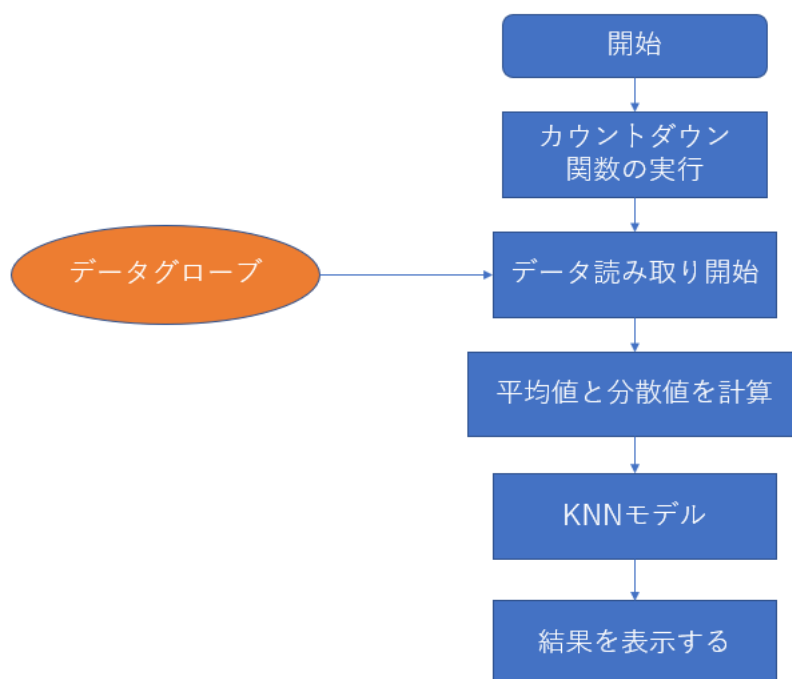 開始
カウントダウン
関数の実行
データグローブ
データ読み取り開始
平均値と分散値を計算
KNNモデル
結果を表示する